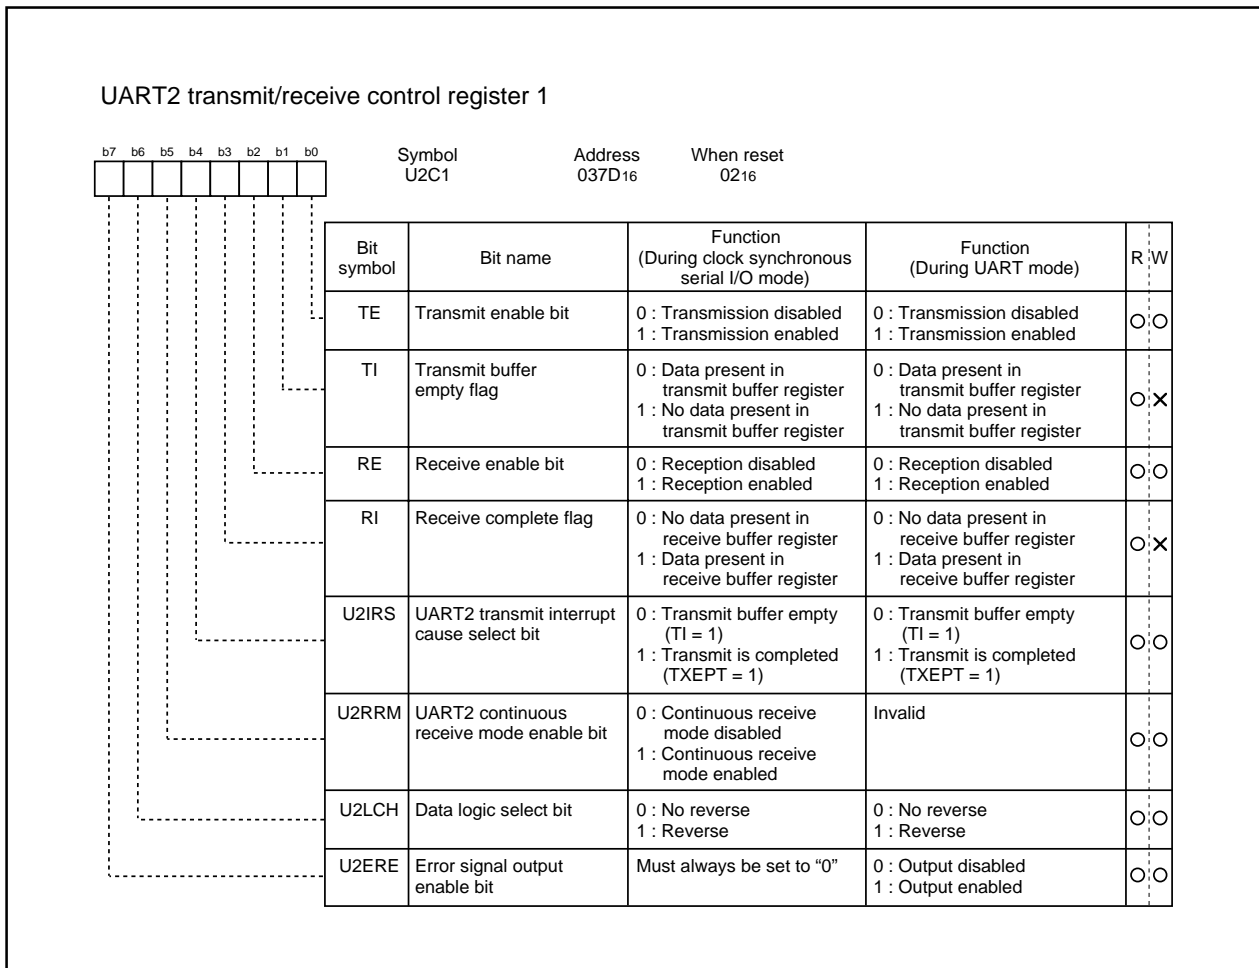 UART2 transmit/receive control register 1
b7 b6 b5 b4 b3 b2 b1 b0
Symbol Address When reset
U2C1 037D16 0216
Bit symbol
Bit name
Function
(During clock synchronous
serial I/O mode)
Function
(During UART mode)
R W
TE
Transmit enable bit
0 : Transmission disabled
1 : Transmission enabled
0 : Transmission disabled
1 : Transmission enabled
TI
Transmit buffer
empty flag
0 : Data present in
transmit buffer register
1 : No data present in
transmit buffer register
0 : Data present in
transmit buffer register
1 : No data present in
transmit buffer register
RE
Receive enable bit
0 : Reception disabled
1 : Reception enabled
0 : Reception disabled
1 : Reception enabled
RI
Receive complete flag
0 : No data present in
receive buffer register
1 : Data present in
receive buffer register
0 : No data present in
receive buffer register
1 : Data present in
receive buffer register
U2IRS
UART2 transmit interrupt
cause select bit
0 : Transmit buffer empty
(TI = 1)
1 : Transmit is completed
(TXEPT = 1)
0 : Transmit buffer empty
(TI = 1)
1 : Transmit is completed
(TXEPT = 1)
U2RRM
UART2 continuous
receive mode enable bit
0 : Continuous receive
mode disabled
1 : Continuous receive
mode enabled
Invalid
U2LCH
Data logic select bit
0 : No reverse
1 : Reverse
0 : No reverse
1 : Reverse
U2ERE
Error signal output
enable bit
Must always be set to “0”
0 : Output disabled
1 : Output enabled